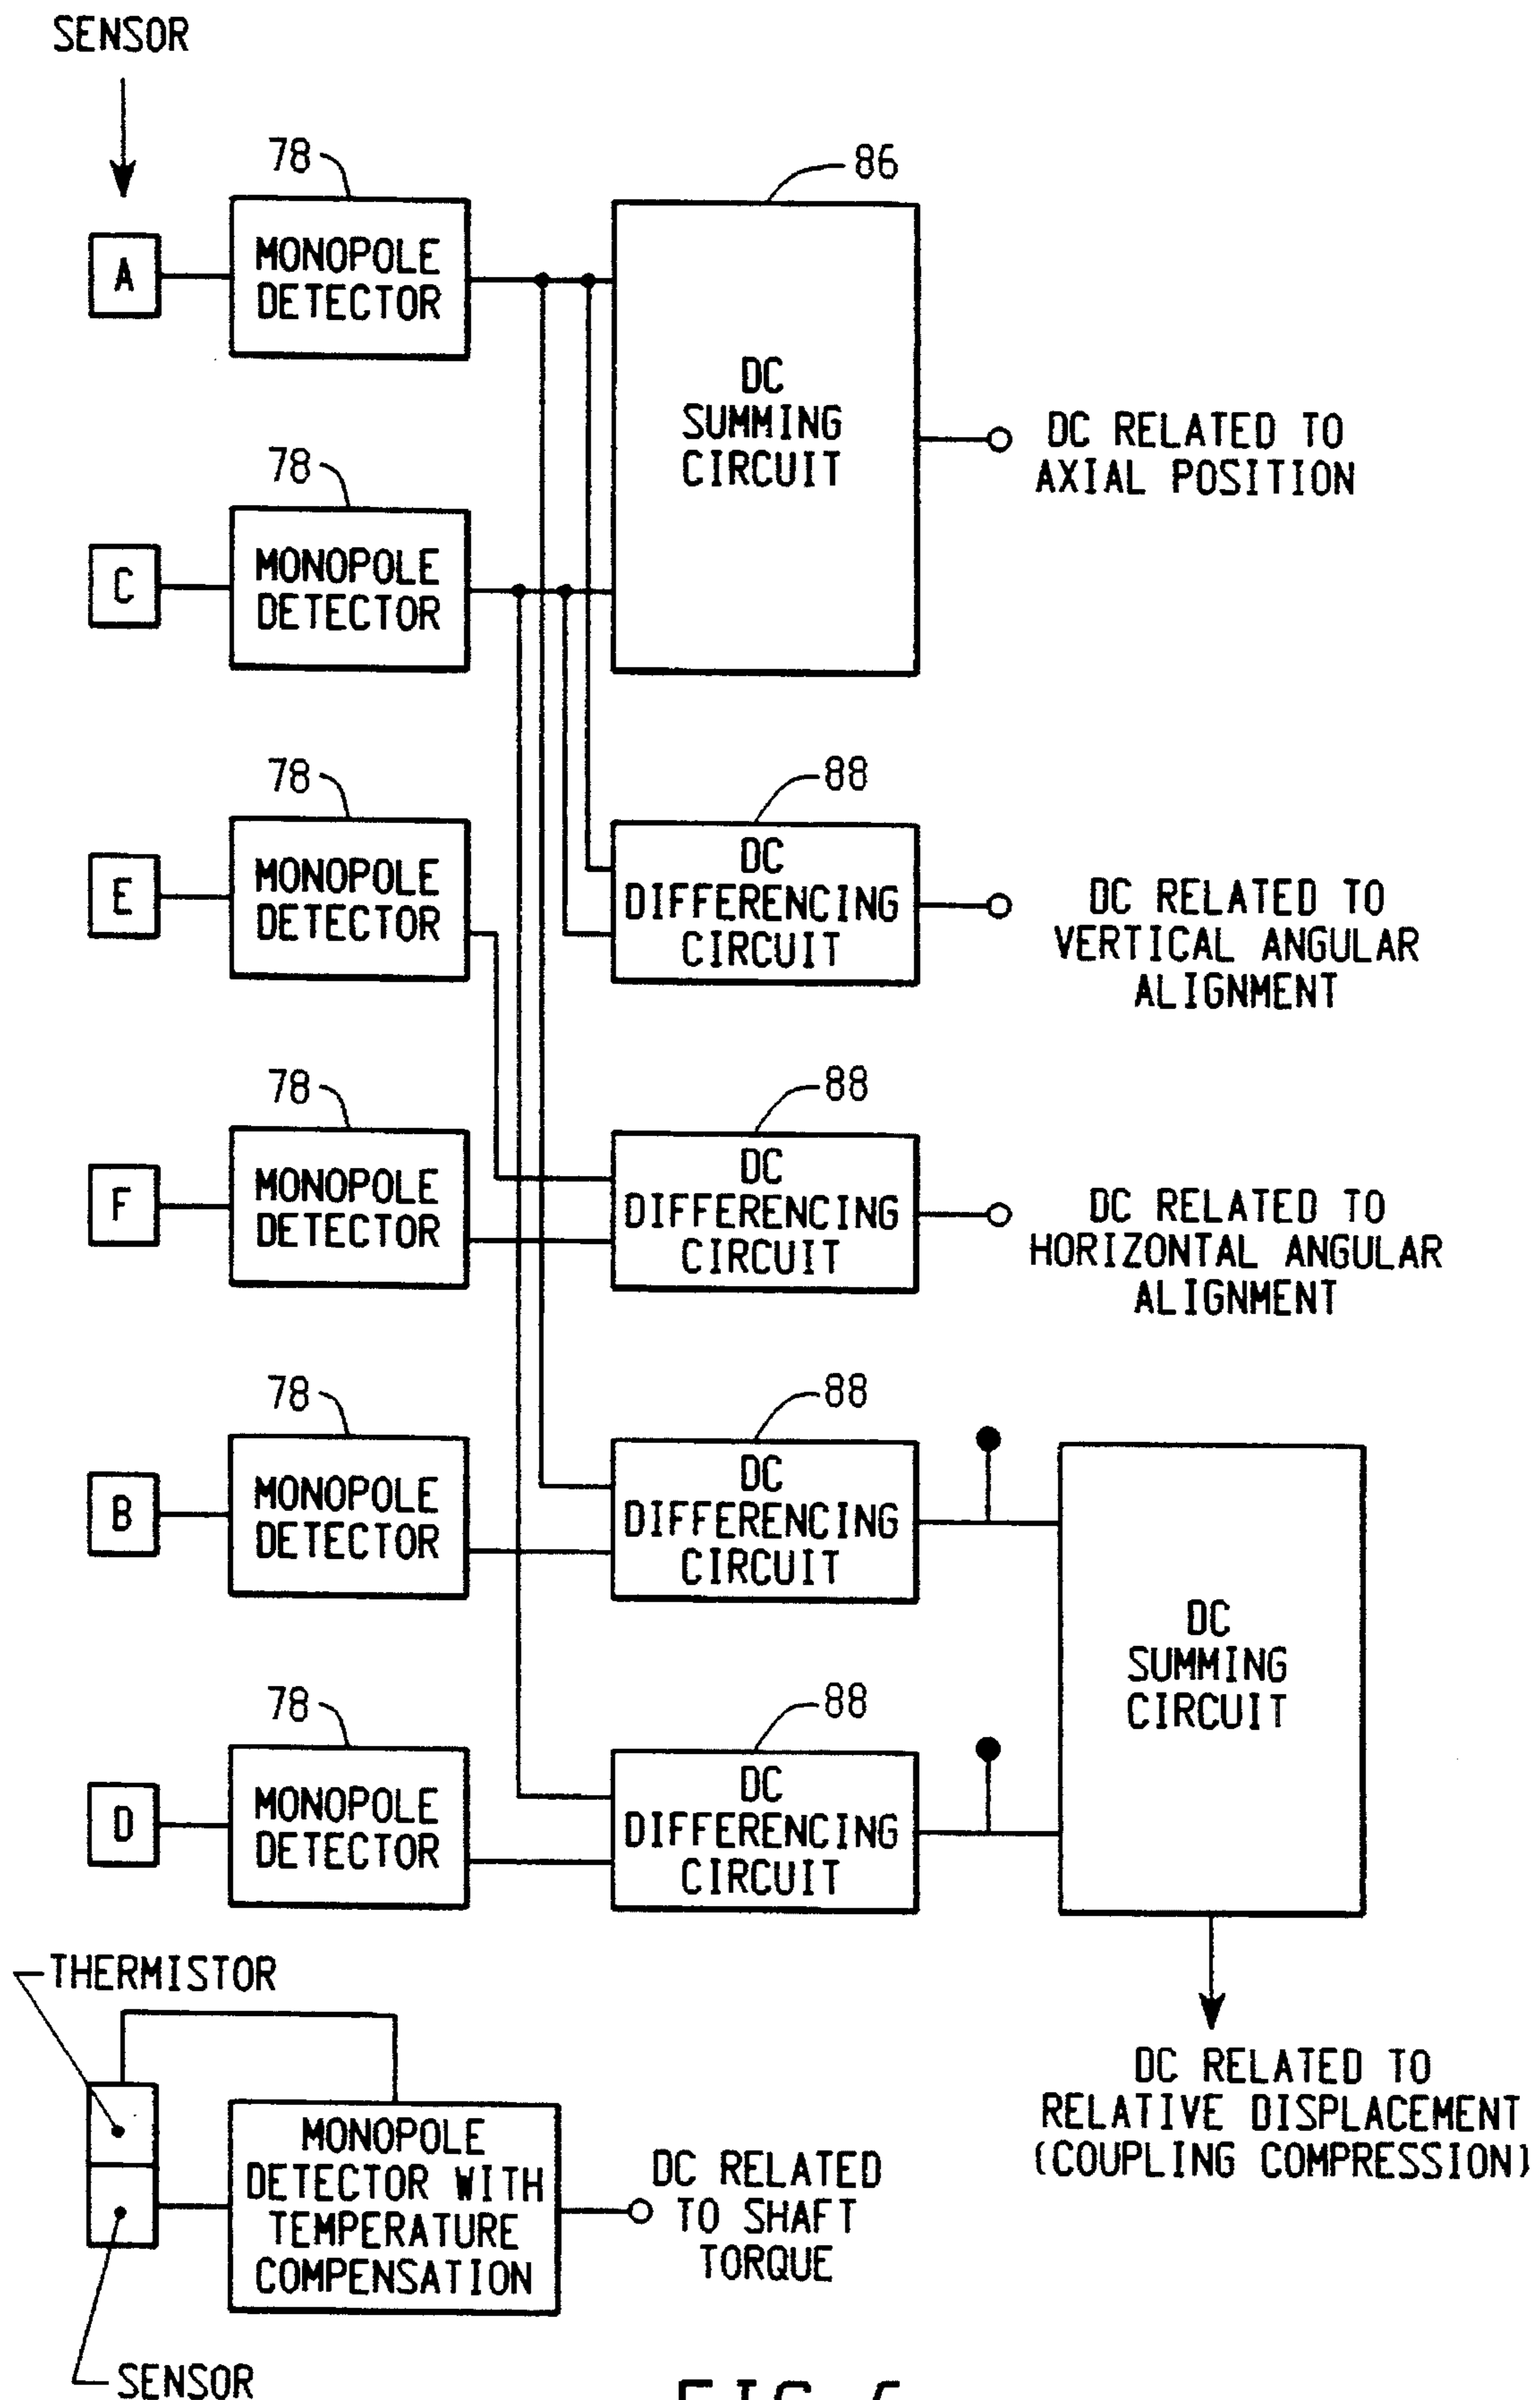 SENSOR
78
86
A
MONOPOLE
DETECTOR
DC
SUMMING
CIRCUIT
DC RELATED TO
AXIAL POSITION
78
C
MONOPOLE
DETECTOR
78
88
E
MONOPOLE
DETECTOR
DC
DIFFERENCING
CIRCUIT
DC RELATED TO
VERTICAL ANGULAR
ALIGNMENT
78
88
F
MONOPOLE
DETECTOR
DC
DIFFERENCING
CIRCUIT
DC RELATED TO
HORIZONTAL ANGULAR
ALIGNMENT
78
88
B
MONOPOLE
DETECTOR
DC
DIFFERENCING
CIRCUIT
DC
SUMMING
CIRCUIT
78
88
D
MONOPOLE
DETECTOR
DC
DIFFERENCING
CIRCUIT
DC RELATED TO
RELATIVE DISPLACEMENT
(COUPLING COMPRESSION)
THERMISTOR
MONOPOLE
DETECTOR WITH
TEMPERATURE
COMPENSATION
DC RELATED
TO SHAFT
TORQUE
SENSOR